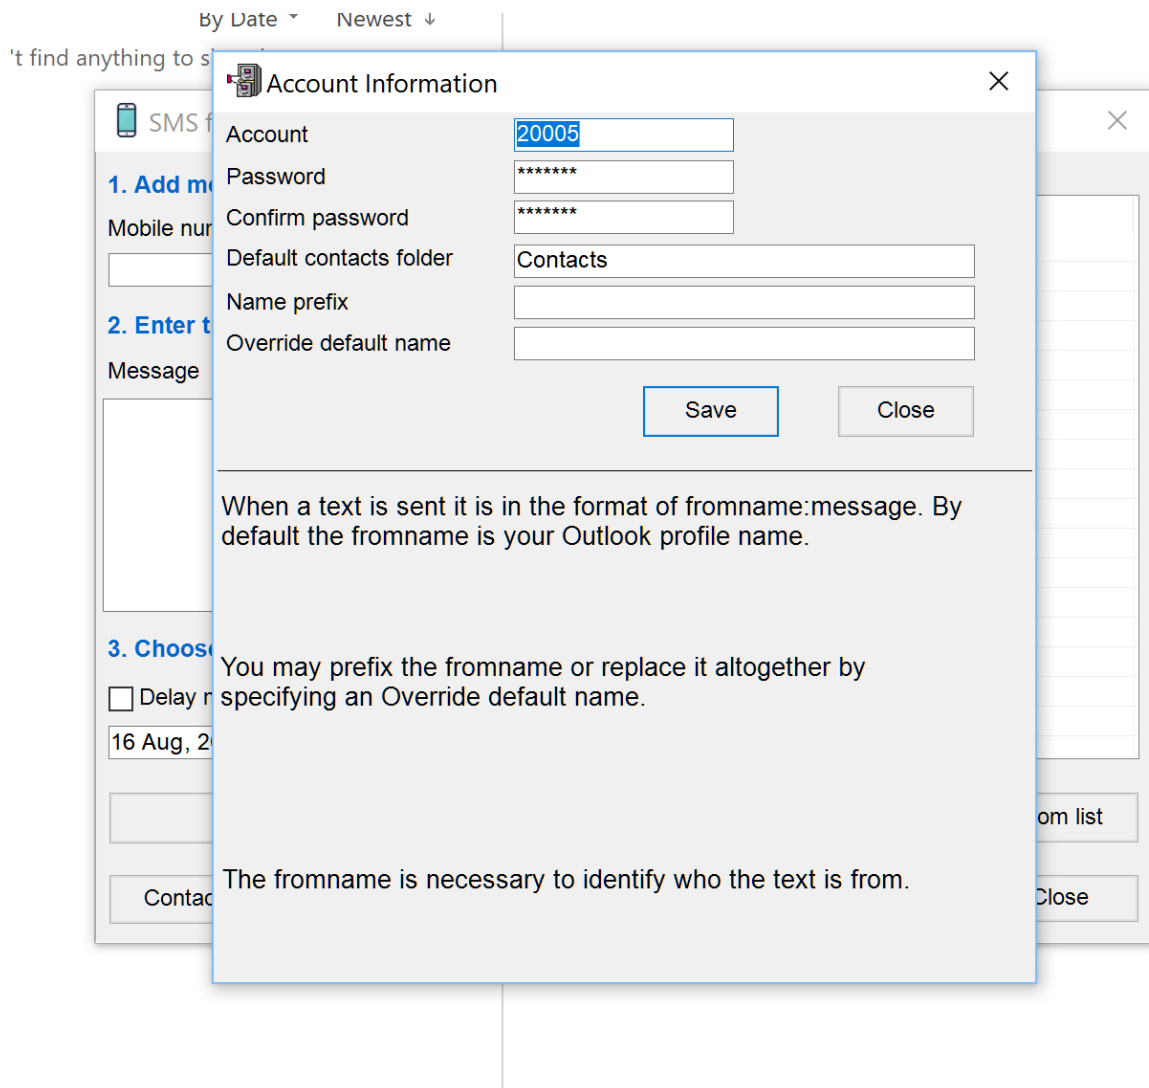 By Date Newest
't find anything to s
Account Information
SMS f
Account 20005
Password *******
Confirm password *******
Default contacts folder Contacts
Name prefix
Override default name
Save Close
1. Add m
Mobile nu
2. Enter t
Message
3. Choos
Delay
16 Aug, 2
Contac
om list
Close
When a text is sent it is in the format of fromname:message. By
default the fromname is your Outlook profile name.
You may prefix the fromname or replace it altogether by
specifying an Override default name.
The fromname is necessary to identify who the text is from.